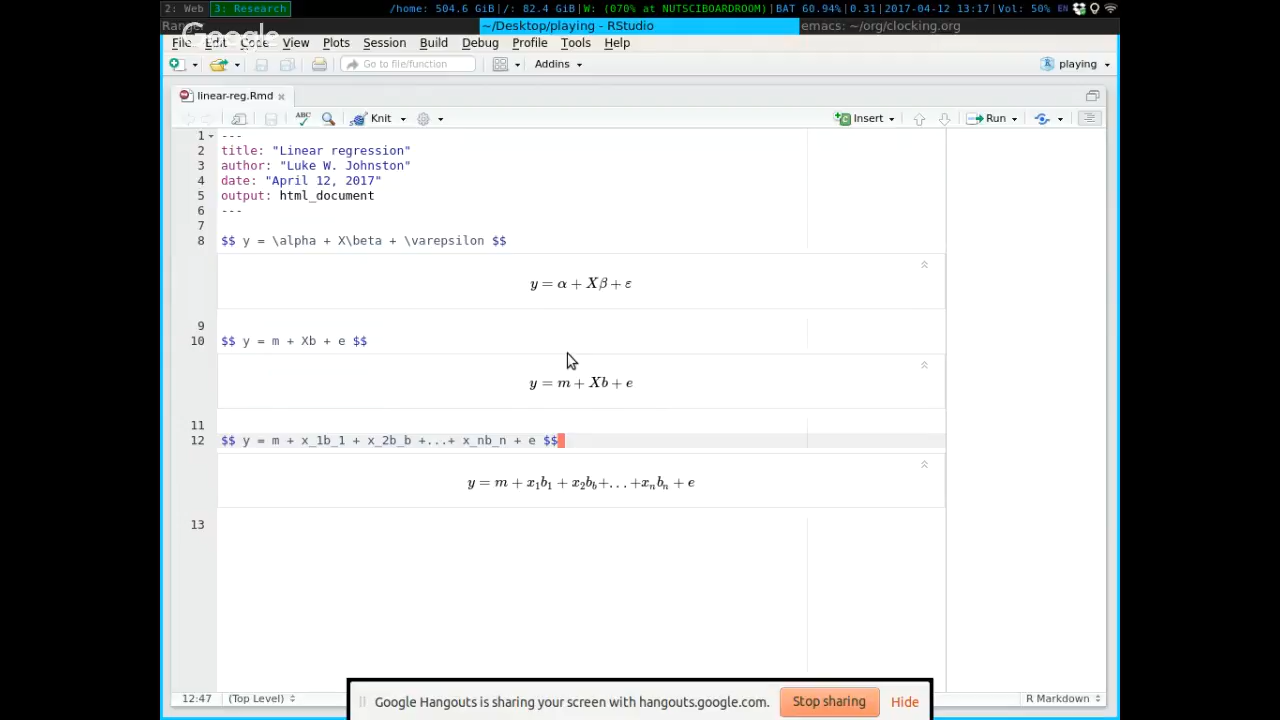 2: Web 3: Research /home: 504.6 GiB|/: 82.4 GiB|W: (070% at NUTSCIBOARDROOM)|BAT 60.94%|0.31|2017-04-12 13:17|Vol: 50% EN
~/Desktop/playing - RStudio emacs: ~/org/clocking.org
Google
File Edit Code View Plots Session Build Debug Profile Tools Help
Go to file/function Addins playing
linear-reg.Rmd
ABC Knit Insert Run
1 ---
2 title: "Linear regression"
3 author: "Luke W. Johnston"
4 date: "April 12, 2017"
5 output: html_document
6 ---
7
8 $$ y = \alpha + X\beta + \varepsilon $$
y = α + Xβ + ε
9
10 $$ y = m + Xb + e $$
y = m + Xb + e
11
12 $$ y = m + x_1b_1 + x_2b_b +...+ x_nb_n + e $$
y = m + x₁b₁ + x₂b_b+...+xₙbₙ + e
13
12:47 (Top Level) R Markdown
Google Hangouts is sharing your screen with hangouts.google.com. Stop sharing Hide